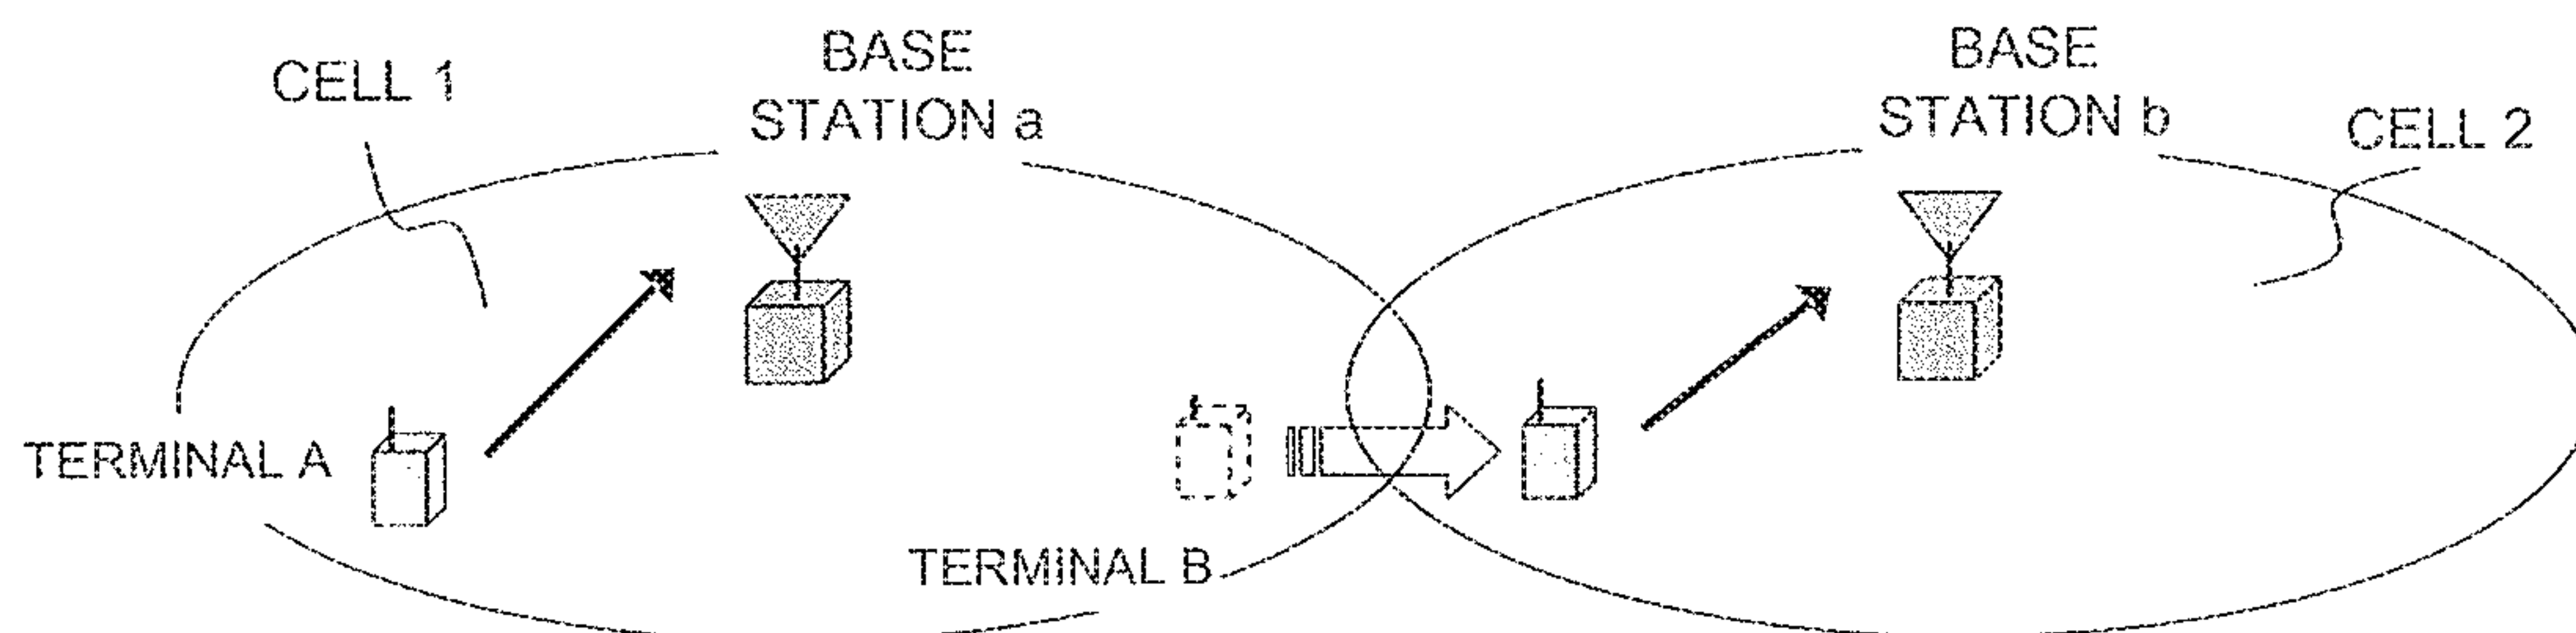 CELL 1
BASE
STATION a
BASE
STATION b
CELL 2
TERMINAL A
TERMINAL B